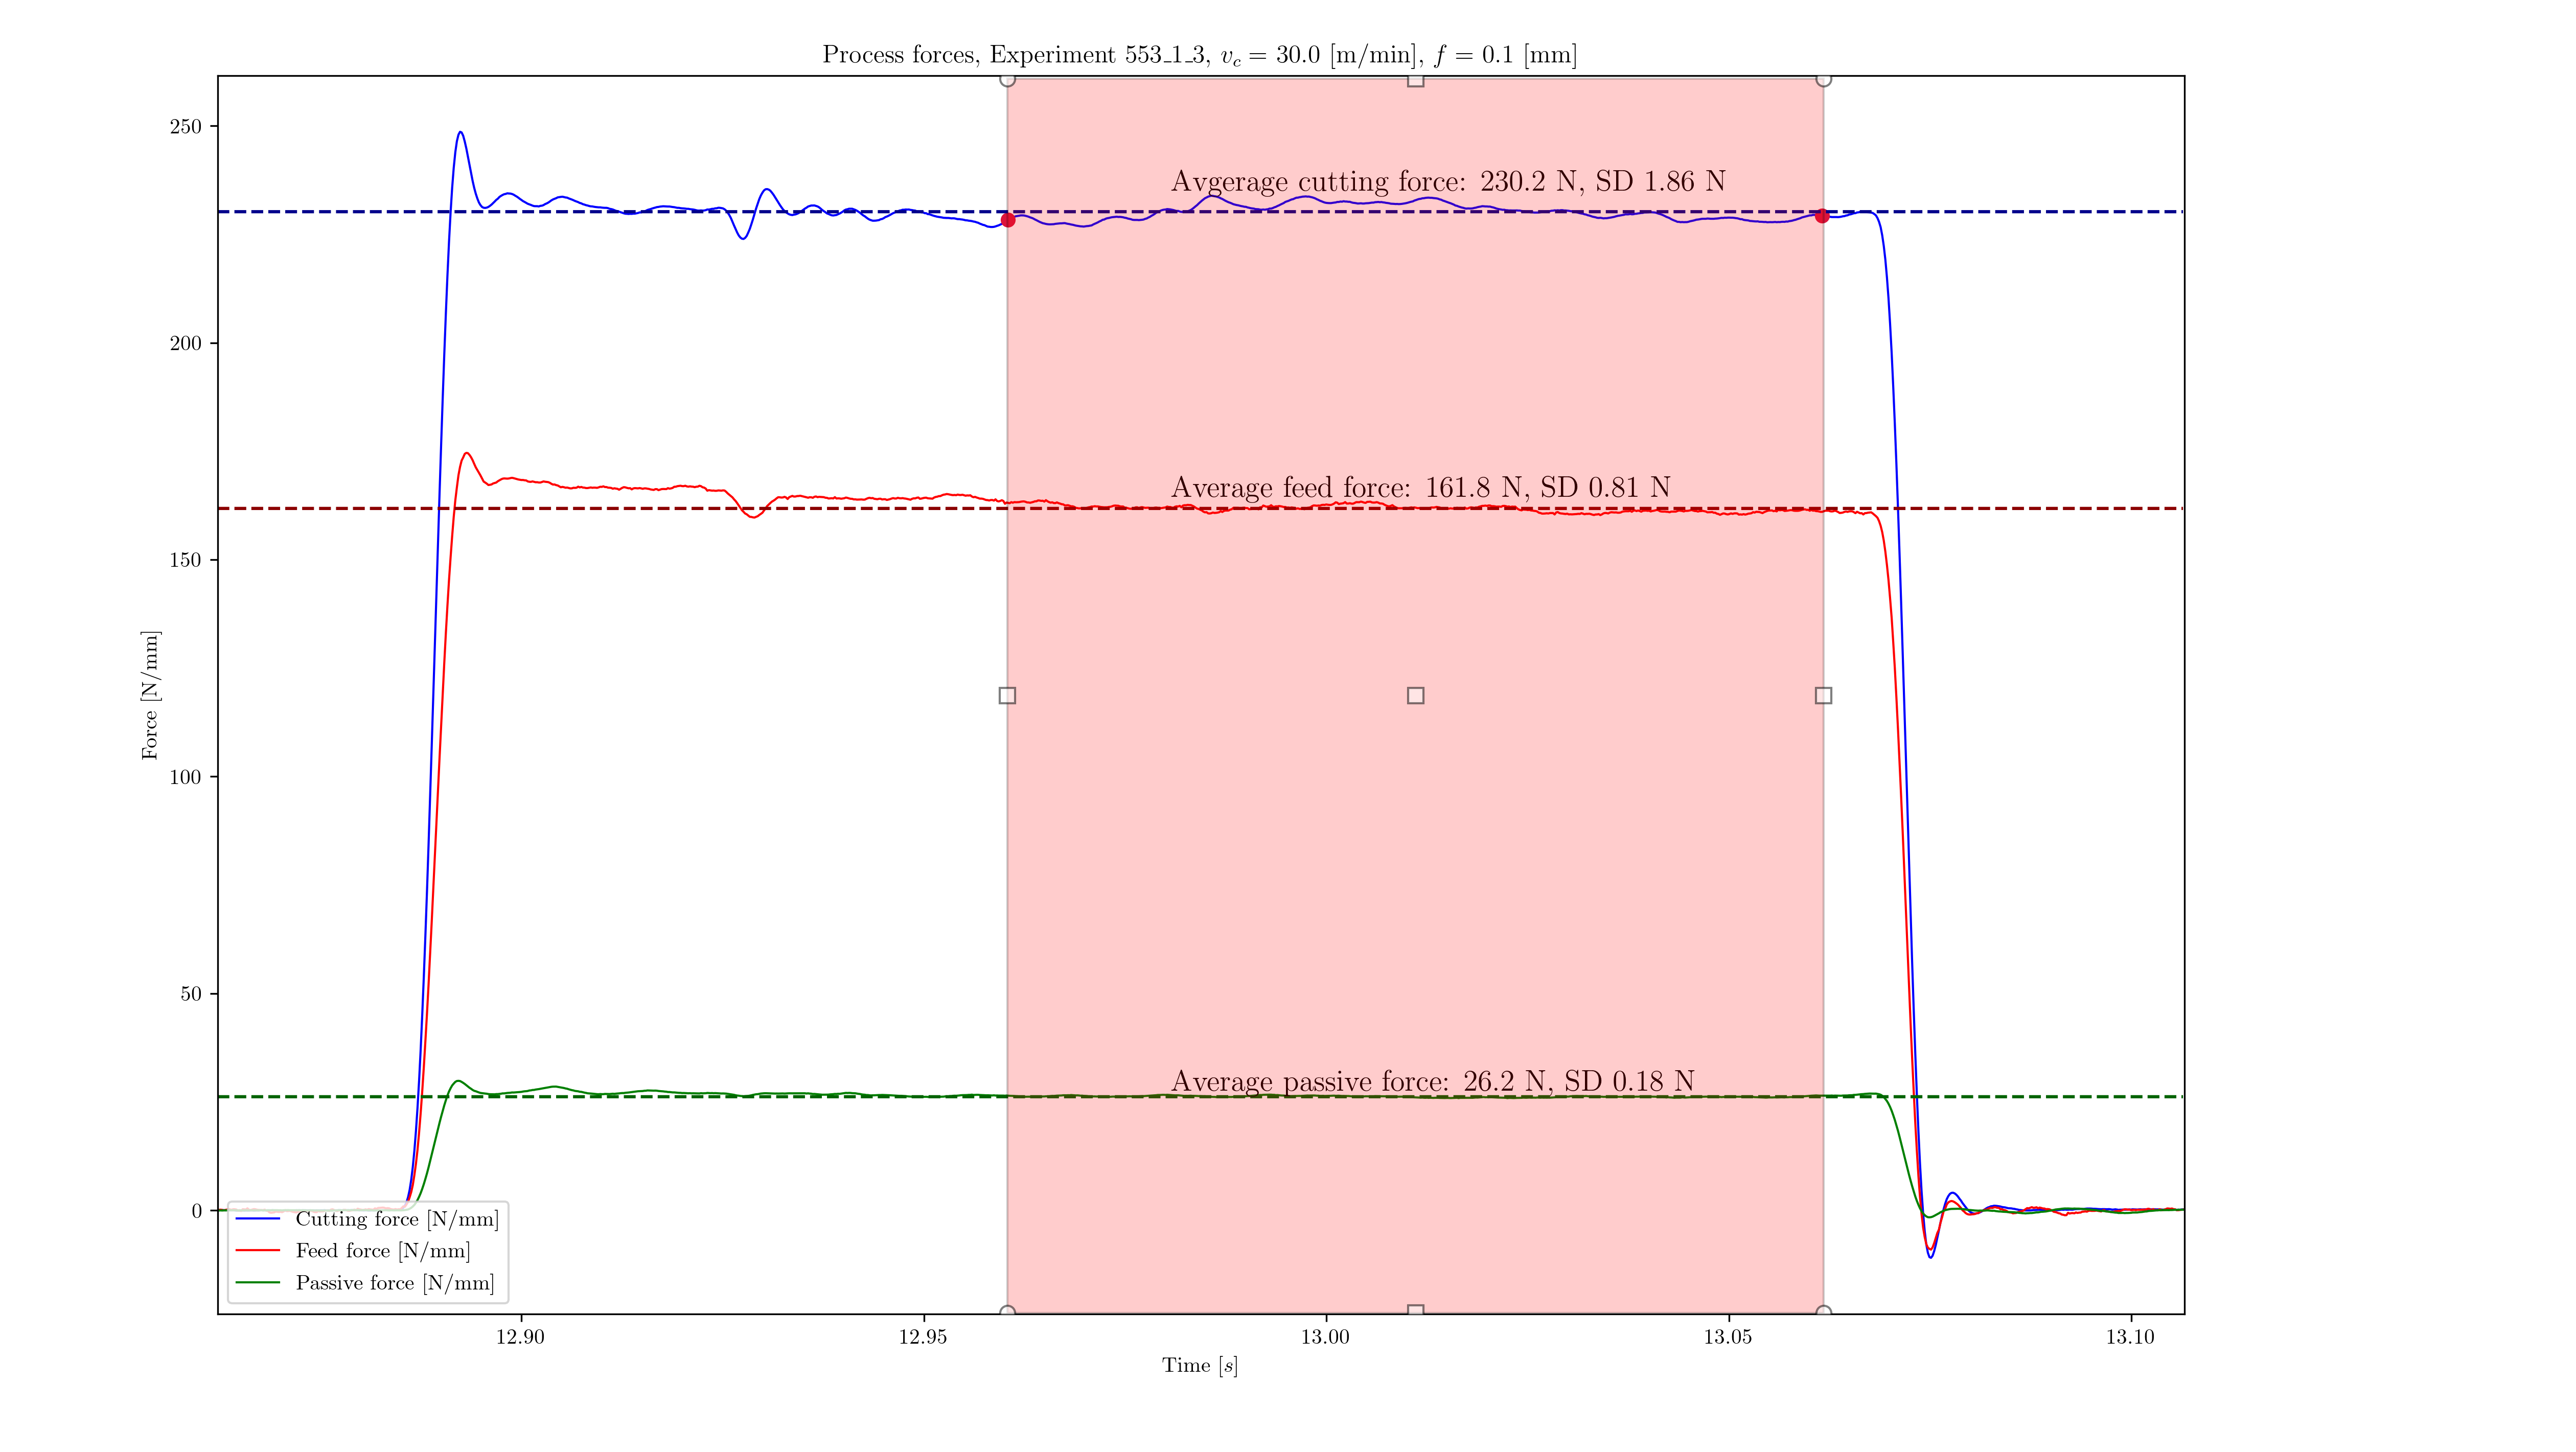 Process forces, Experiment 553_1_3, v_c = 30.0 [m/min], f = 0.1 [mm]
250
200
150
100
50
0
Force [N/mm]
Avgerage cutting force: 230.2 N, SD 1.86 N
Average feed force: 161.8 N, SD 0.81 N
Average passive force: 26.2 N, SD 0.18 N
Cutting force [N/mm]
Feed force [N/mm]
Passive force [N/mm]
12.90
12.95
13.00
13.05
13.10
Time [s]